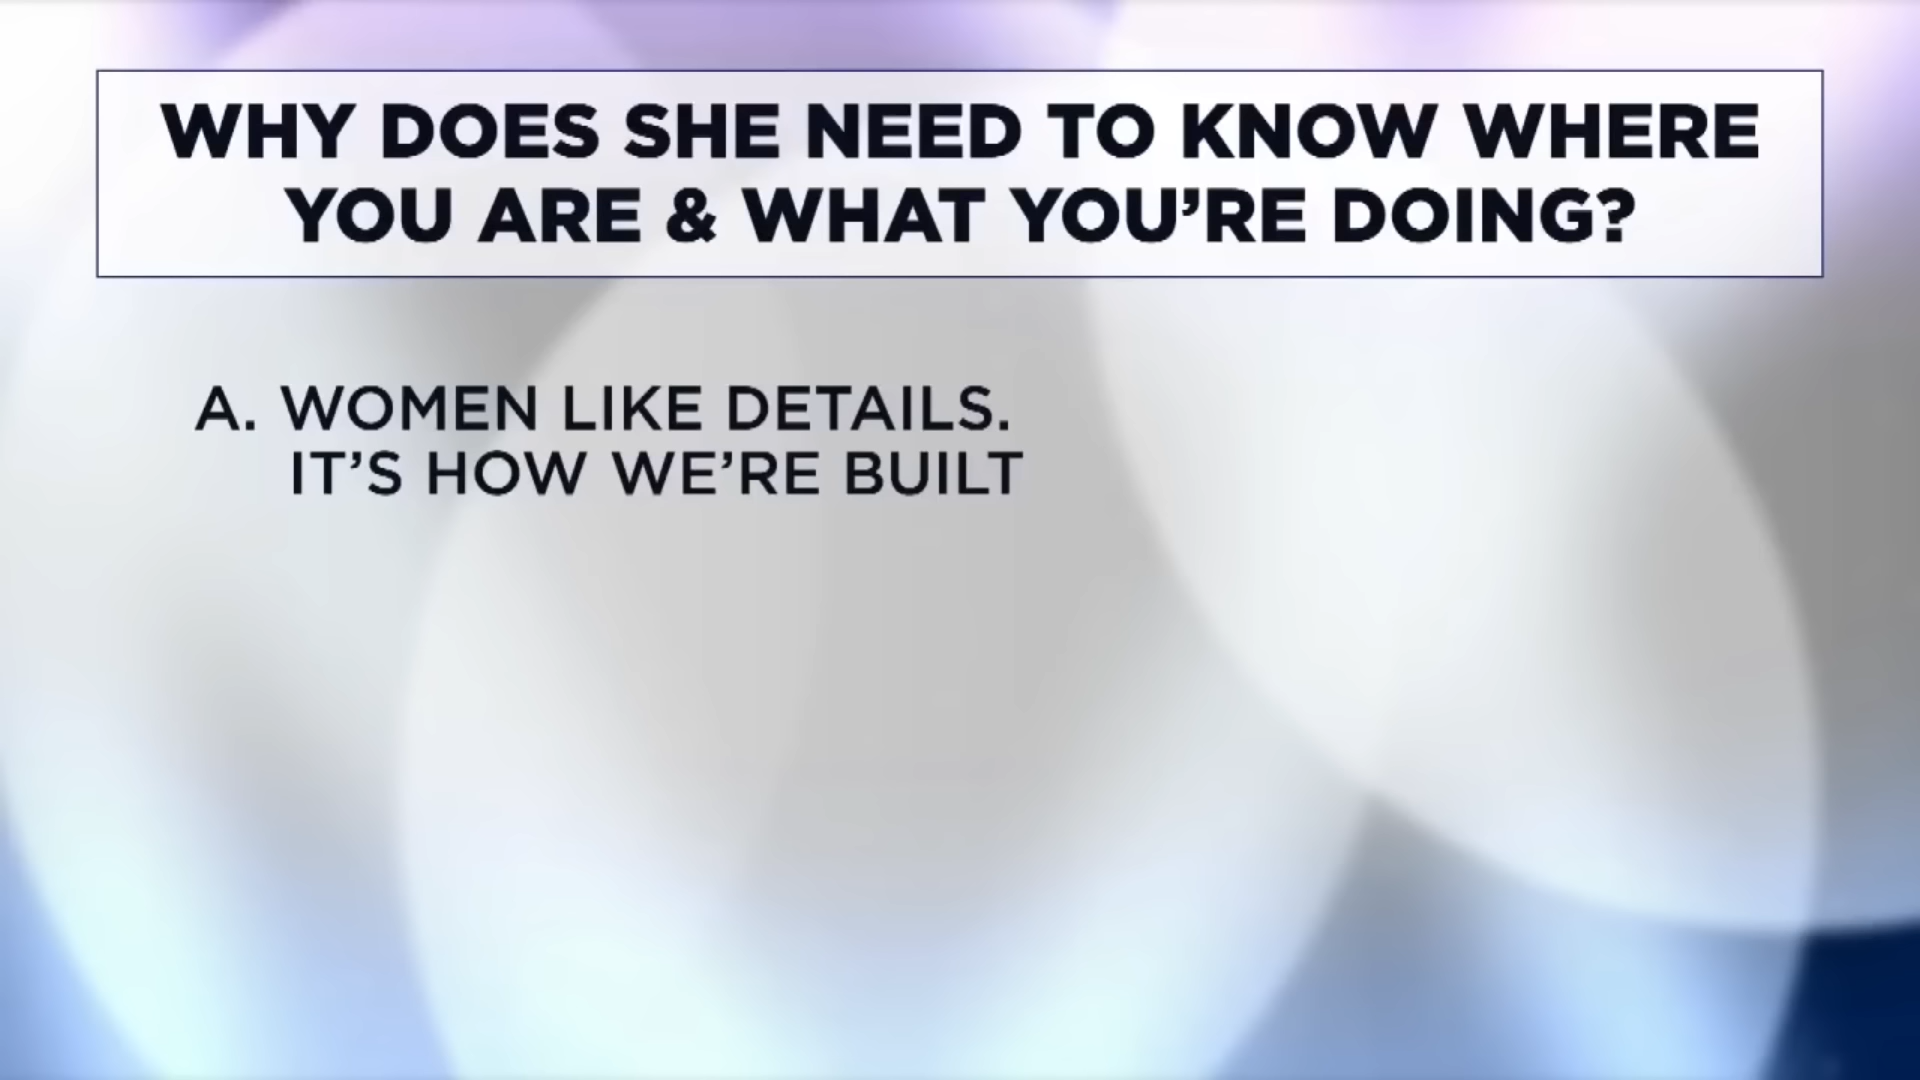 WHY DOES SHE NEED TO KNOW WHERE
YOU ARE & WHAT YOU’RE DOING?
A. WOMEN LIKE DETAILS.
IT’S HOW WE’RE BUILT